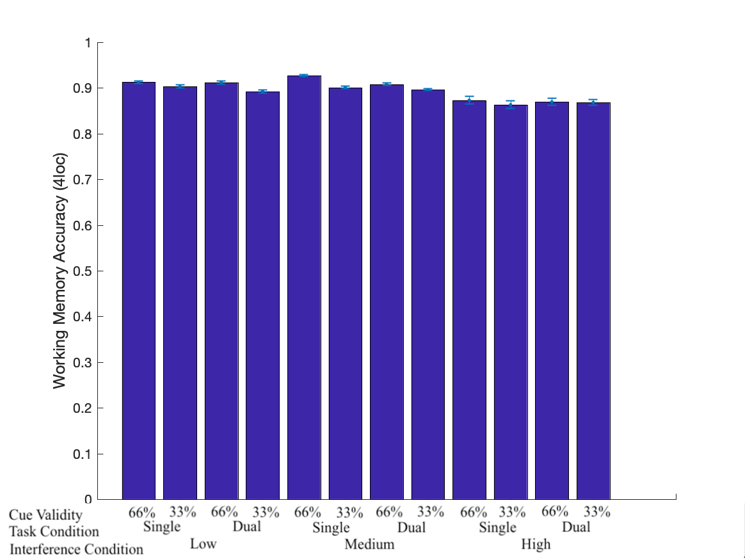 1
0.9
0.8
0.7
0.6
0.5
0.4
0.3
0.2
0.1
0
Working Memory Accuracy (4loc)
Cue Validity 66% 33% 66% 33% 66% 33% 66% 33% 66% 33% 66% 33%
Task Condition Single Dual Single Dual Single Dual
Interference Condition Low Medium High